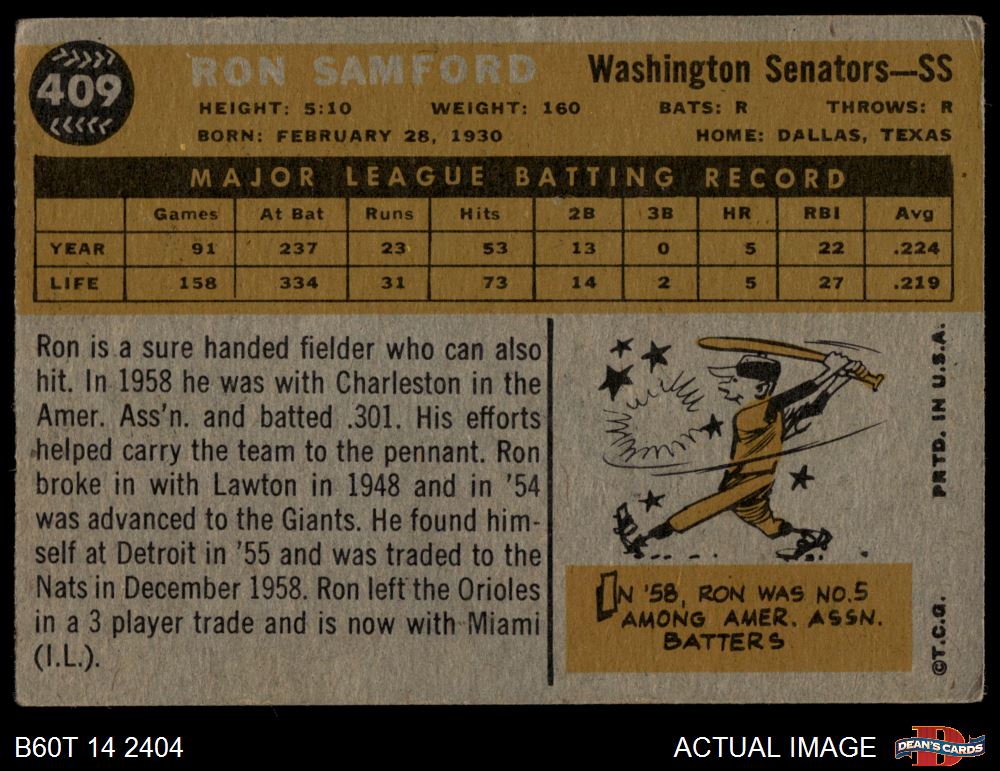 409
RON SAMFORD
Washington Senators—SS
HEIGHT: 5:10 WEIGHT: 160 BATS: R THROWS: R
BORN: FEBRUARY 28, 1930 HOME: DALLAS, TEXAS
MAJOR LEAGUE BATTING RECORD
Games At Bat Runs Hits 2B 3B HR RBI Avg
YEAR 91 237 23 53 13 0 5 22 .224
LIFE 158 334 31 73 14 2 5 27 .219
Ron is a sure handed fielder who can also
hit. In 1958 he was with Charleston in the
Amer. Ass'n. and batted .301. His efforts
helped carry the team to the pennant. Ron
broke in with Lawton in 1948 and in '54
was advanced to the Giants. He found him-
self at Detroit in '55 and was traded to the
Nats in December 1958. Ron left the Orioles
in a 3 player trade and is now with Miami
(I.L.).
IN '58, RON WAS NO.5
AMONG AMER. ASSN.
BATTERS
©T.C.G. PRTD. IN U.S.A.
B60T 14 2404
ACTUAL IMAGE
D
DEAN'S CARDS